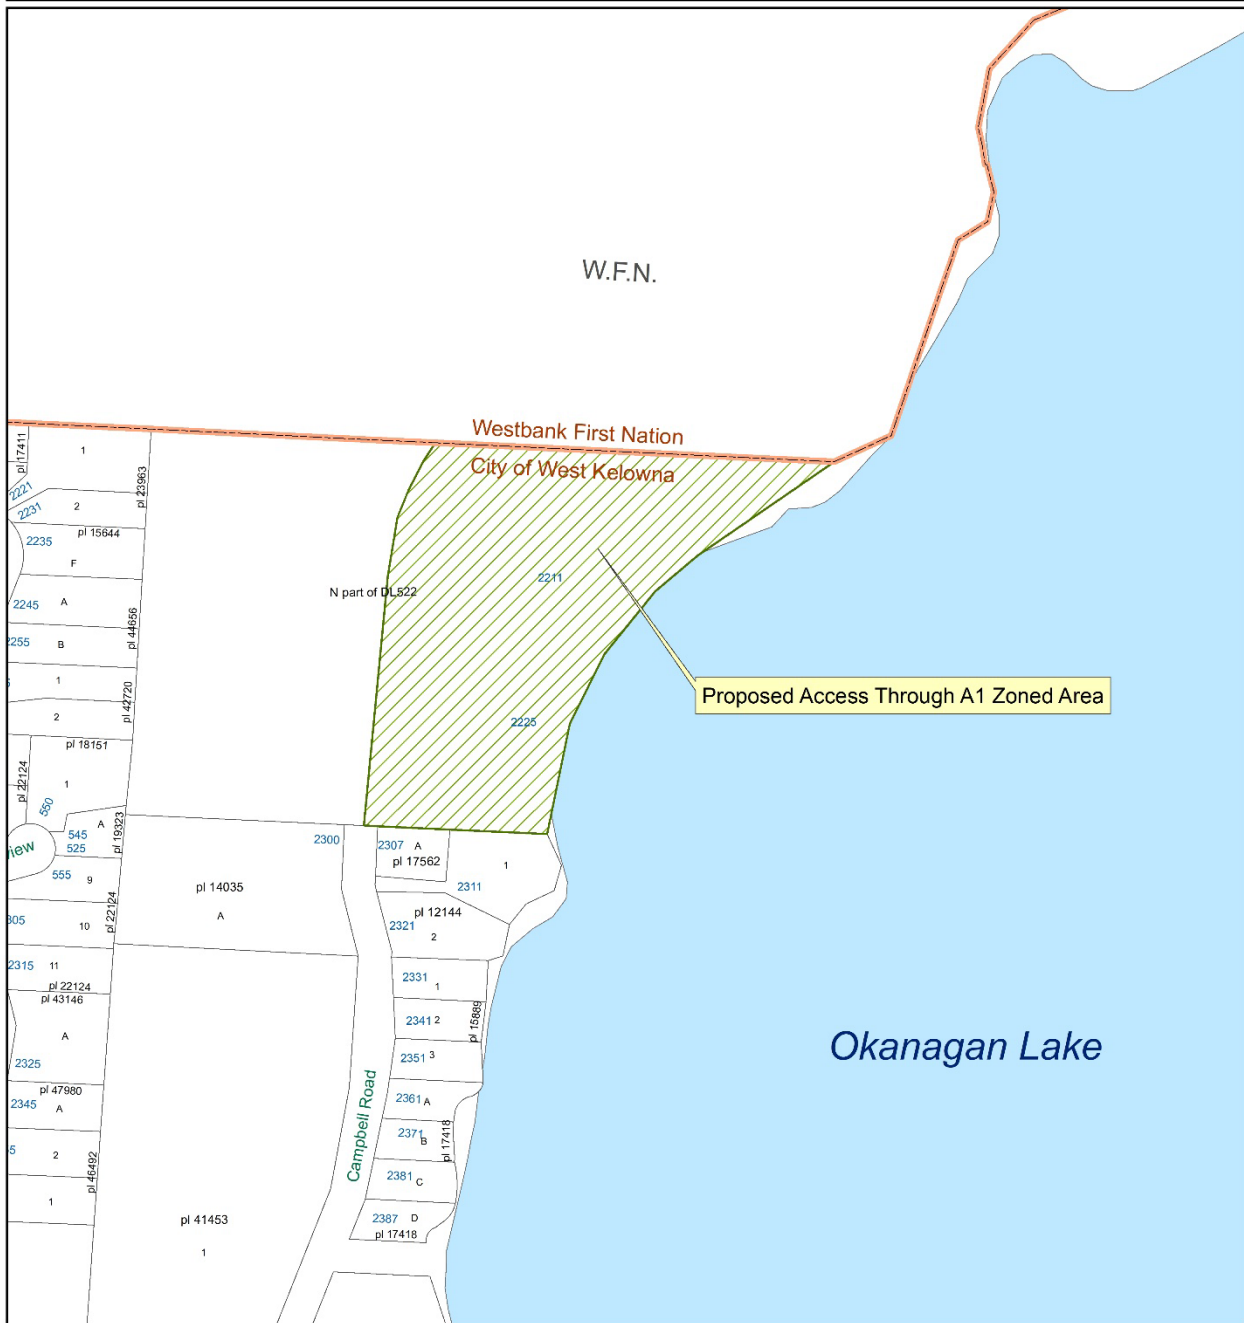 W.F.N.
Westbank First Nation
City of West Kelowna
pl 17411
1
pl 23963
2221
2231
2
pl 15644
2235
F
2245
A
pl 44656
2255
B
1
2
pl 42720
pl 18151
pl 22124
1
550
A
545
525
pl 19323
view
555
9
pl 22124
305
10
2315
11
pl 22124
pl 43146
A
2325
pl 47980
2345
A
5
2
pl 46492
1
N part of DL522
2211
2225
Proposed Access Through A1 Zoned Area
2300
2307
A
pl 17562
1
2311
pl 14035
A
pl 12144
2321
2
2331
1
2341
2
pl 15889
2351
3
2361
A
2371
B
pl 17418
2381
C
2387
D
pl 17418
Campbell Road
pl 41453
1
Okanagan Lake